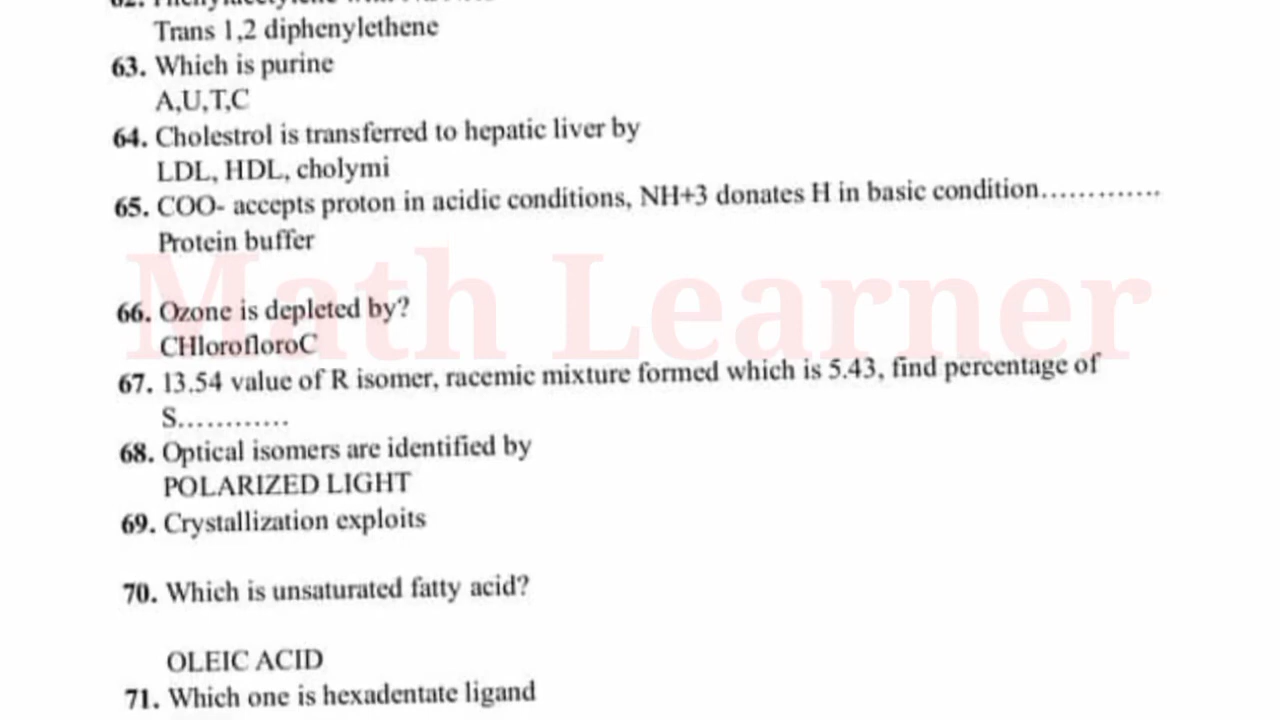 Trans 1,2 diphenylethene
63. Which is purine
A,U,T,C
64. Cholestrol is transferred to hepatic liver by
LDL, HDL, cholymi
65. COO- accepts proton in acidic conditions, NH+3 donates H in basic condition.............
Protein buffer
Math Learner
66. Ozone is depleted by?
CHlorofloroC
67. 13.54 value of R isomer, racemic mixture formed which is 5.43, find percentage of
S............
68. Optical isomers are identified by
POLARIZED LIGHT
69. Crystallization exploits
70. Which is unsaturated fatty acid?
OLEIC ACID
71. Which one is hexadentate ligand